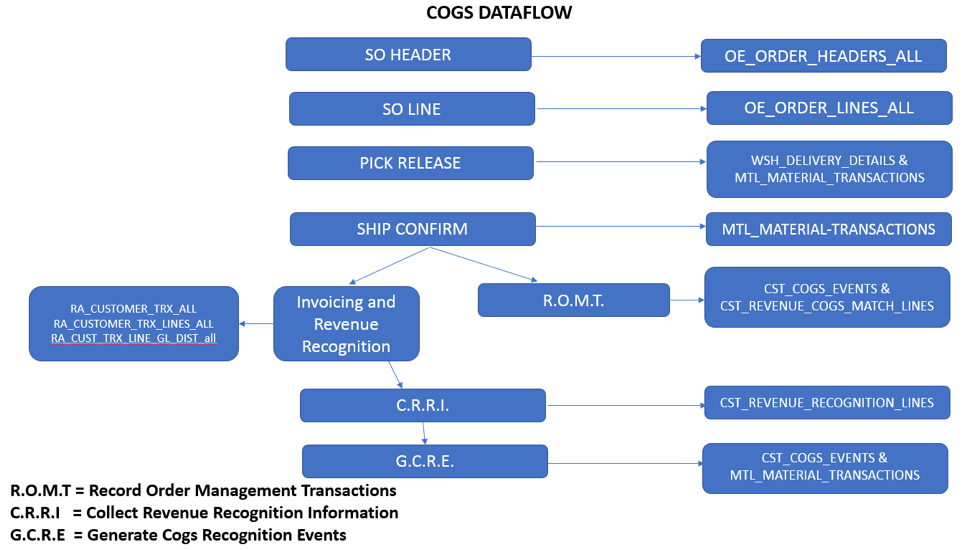 COGS DATAFLOW
SO HEADER
OE_ORDER_HEADERS_ALL
SO LINE
OE_ORDER_LINES_ALL
PICK RELEASE
WSH_DELIVERY_DETAILS &
MTL_MATERIAL_TRANSACTIONS
SHIP CONFIRM
MTL_MATERIAL-TRANSACTIONS
RA_CUSTOMER_TRX_ALL
RA_CUSTOMER_TRX_LINES_ALL
RA_CUST_TRX_LINE_GL_DIST_all
Invoicing and
Revenue
Recognition
R.O.M.T.
CST_COGS_EVENTS &
CST_REVENUE_COGS_MATCH_LINES
C.R.R.I.
CST_REVENUE_RECOGNITION_LINES
G.C.R.E.
CST_COGS_EVENTS &
MTL_MATERIAL_TRANSACTIONS
R.O.M.T = Record Order Management Transactions
C.R.R.I = Collect Revenue Recognition Information
G.C.R.E = Generate Cogs Recognition Events